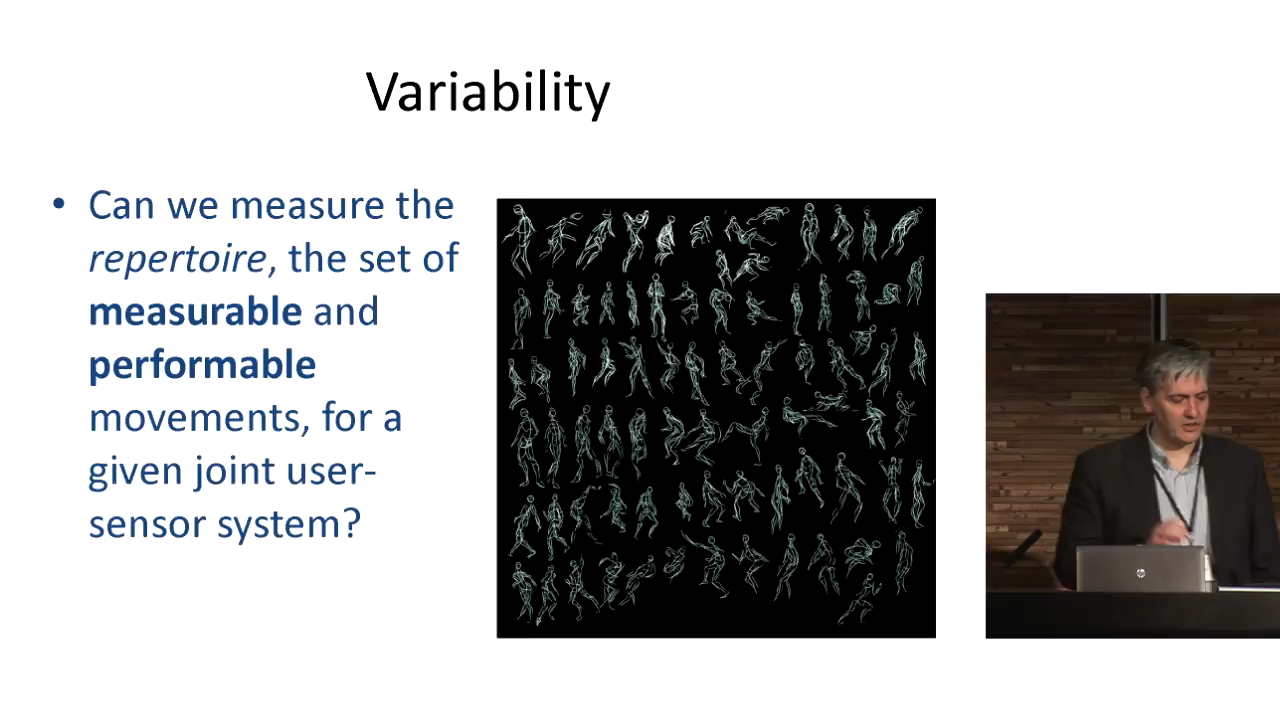 Variability
• Can we measure the
repertoire, the set of
measurable and
performable
movements, for a
given joint user-
sensor system?
hp